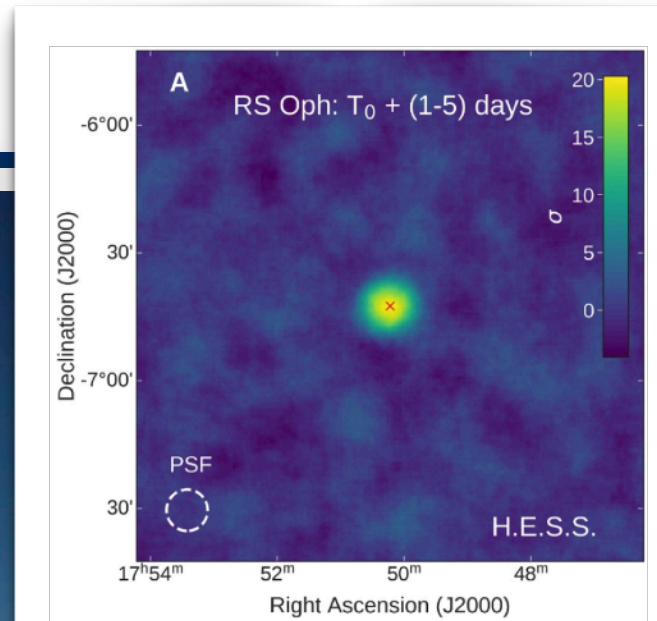 A
RS Oph: T₀ + (1-5) days
20
15
10
5
0
σ
-6°00'
30'
-7°00'
30'
Declination (J2000)
PSF
H.E.S.S.
17ʰ54ᵐ
52ᵐ
50ᵐ
48ᵐ
Right Ascension (J2000)